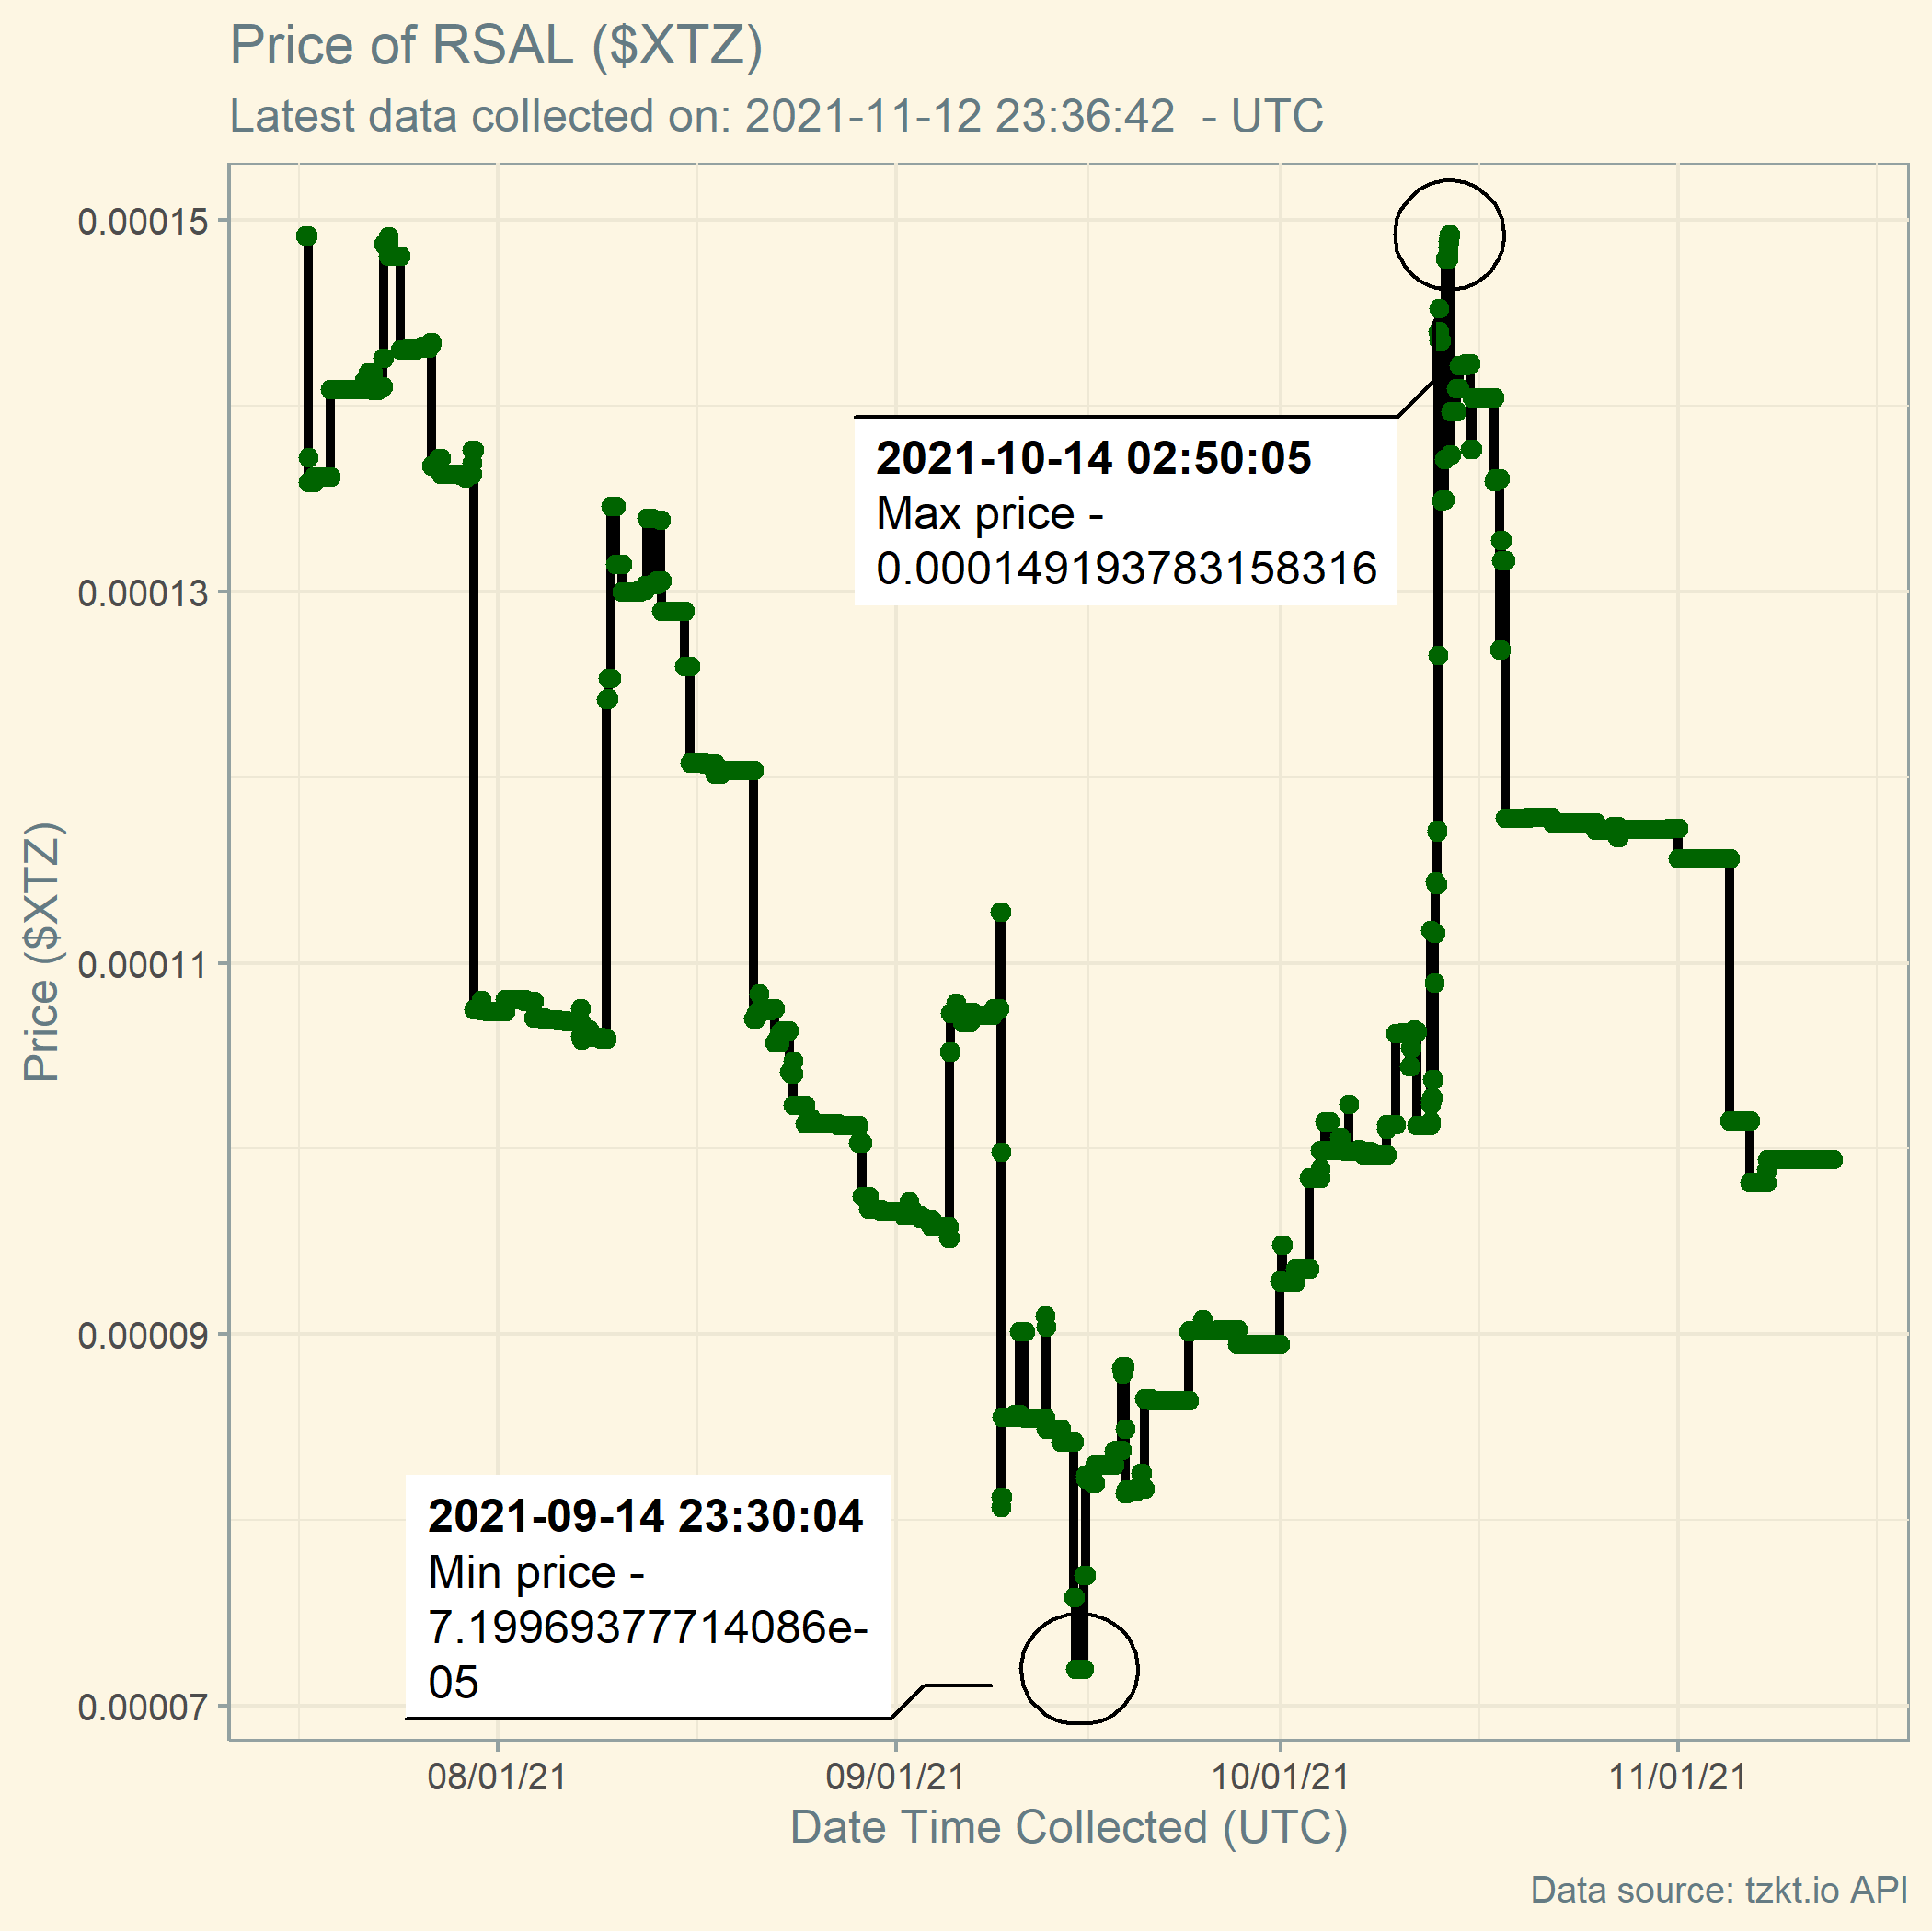 Price of RSAL ($XTZ)
Latest data collected on: 2021-11-12 23:36:42  - UTC
0.00015
0.00013
0.00011
0.00009
0.00007
Price ($XTZ)
2021-10-14 02:50:05
Max price -
0.000149193783158316
2021-09-14 23:30:04
Min price -
7.19969377714086e-
05
08/01/21
09/01/21
10/01/21
11/01/21
Date Time Collected (UTC)
Data source: tzkt.io API